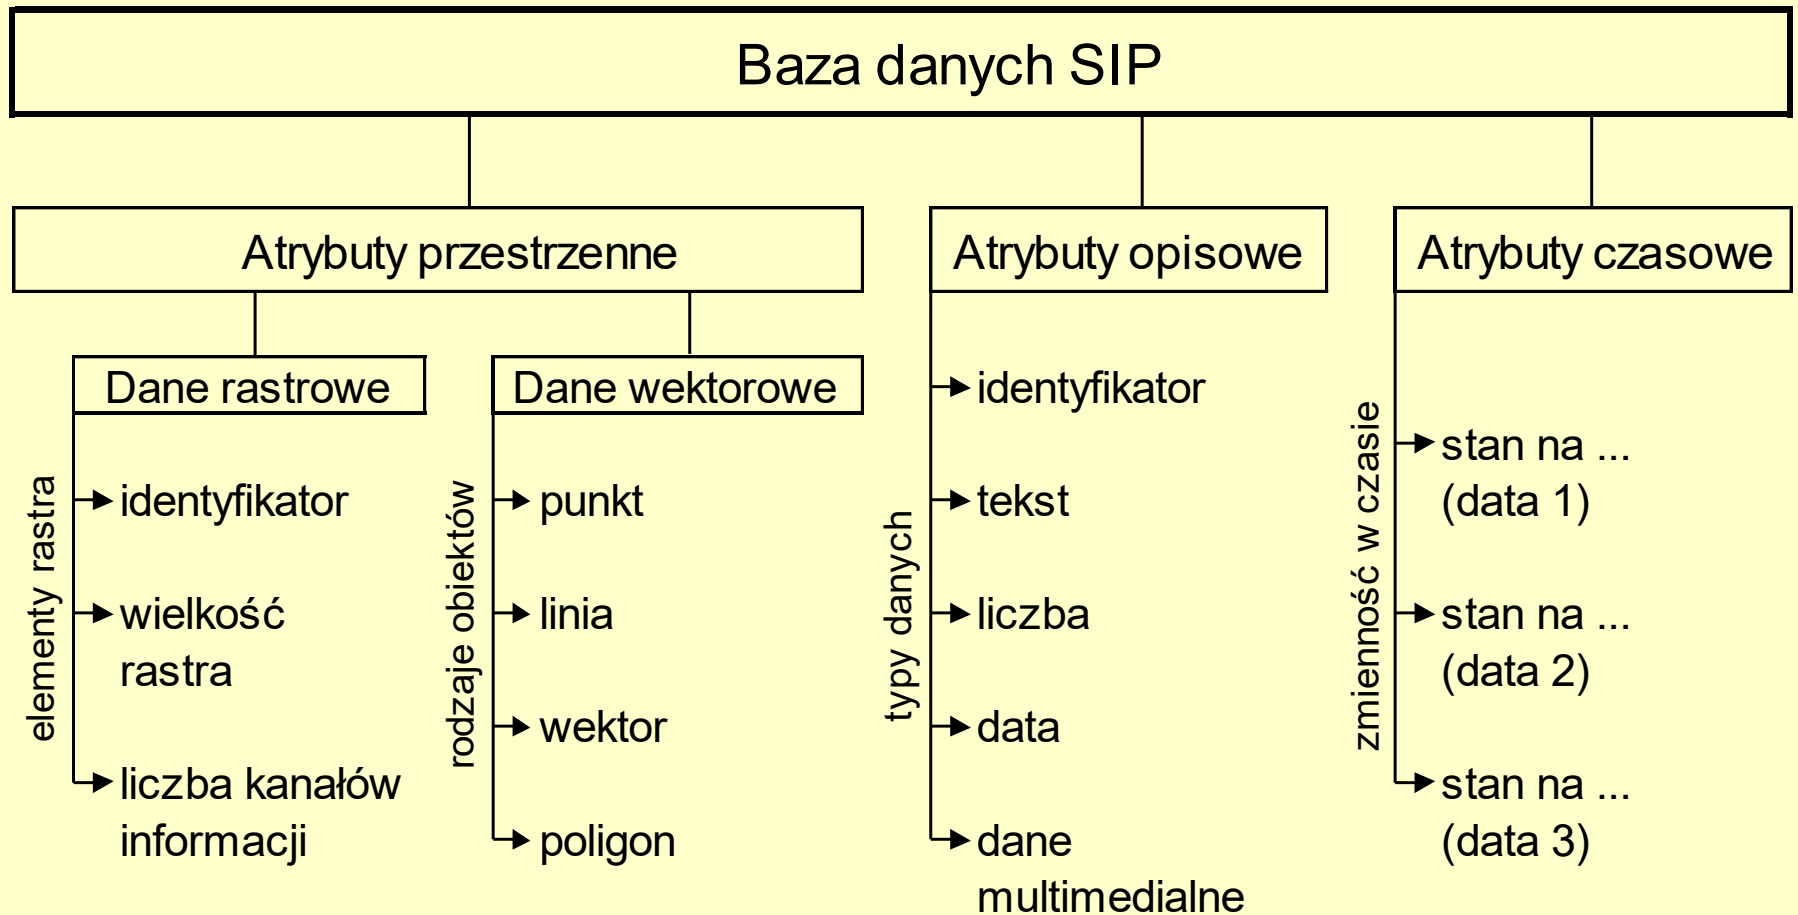 Baza danych SIP
Atrybuty przestrzenne
Dane rastrowe
elementy rastra
identyfikator
wielkość
rastra
liczba kanałów
informacji
Dane wektorowe
rodzaje obiektów
punkt
linia
wektor
poligon
Atrybuty opisowe
typy danych
identyfikator
tekst
liczba
data
dane
multimedialne
Atrybuty czasowe
zmienność w czasie
stan na ...
(data 1)
stan na ...
(data 2)
stan na ...
(data 3)